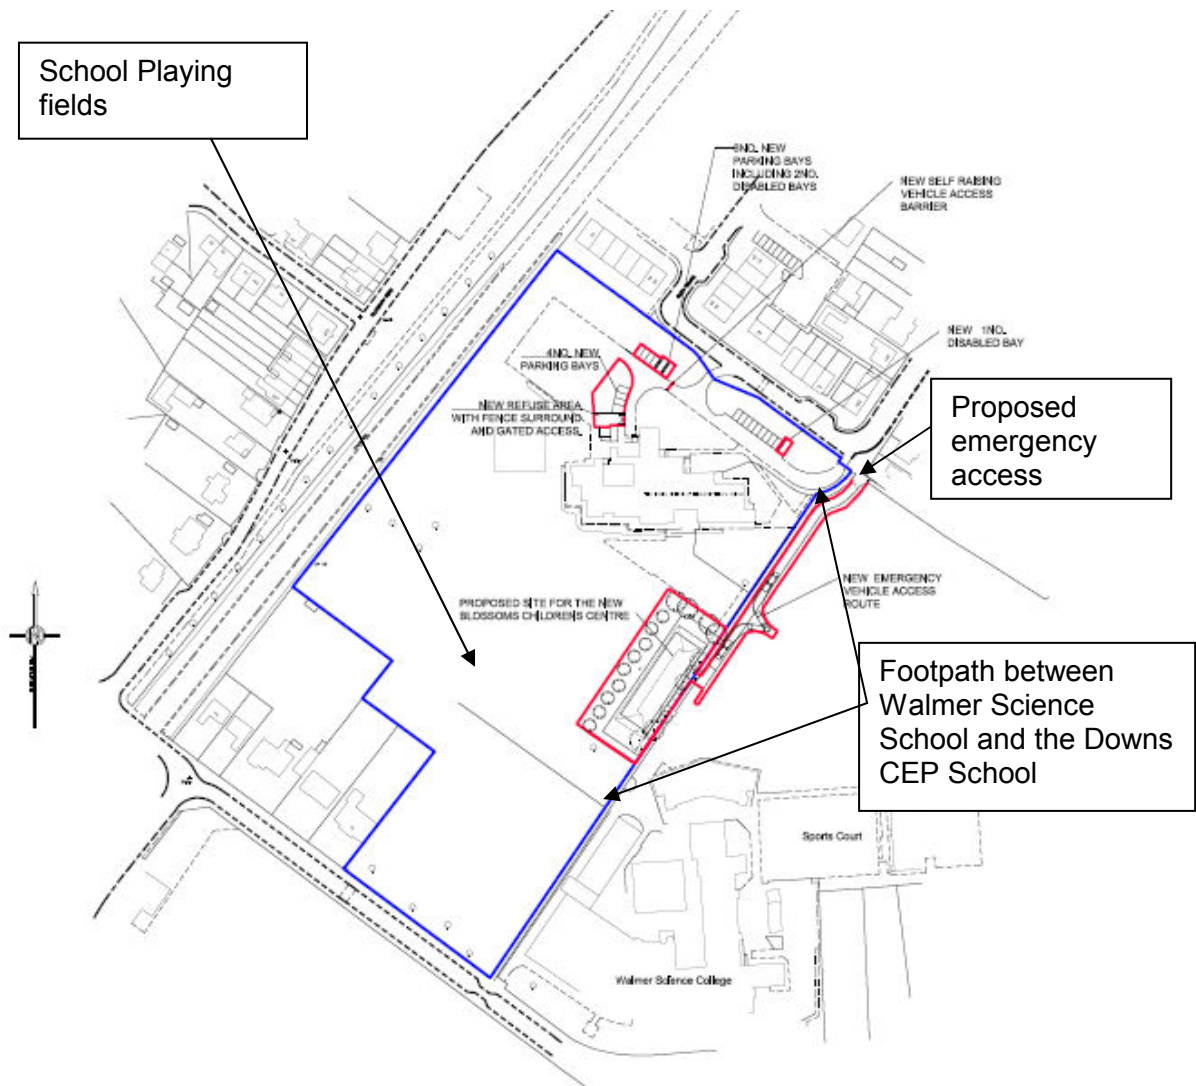 School Playing
fields
6NO. NEW
PARKING BAYS
INCLUDING 2NO.
DISABLED BAYS
NEW SELF RAISING
VEHICLE ACCESS
BARRIER
NEW 1NO.
DISABLED BAY
4NO. NEW
PARKING BAYS
NEW REFUSE AREA
WITH FENCE SURROUND
AND GATED ACCESS.
Proposed
emergency
access
NEW EMERGENCY
VEHICLE ACCESS
ROUTE
PROPOSED SITE FOR THE NEW
BLOSSOMS CHILDRENS CENTRE
Footpath between
Walmer Science
School and the Downs
CEP School
Sports Court
Walmer Science College